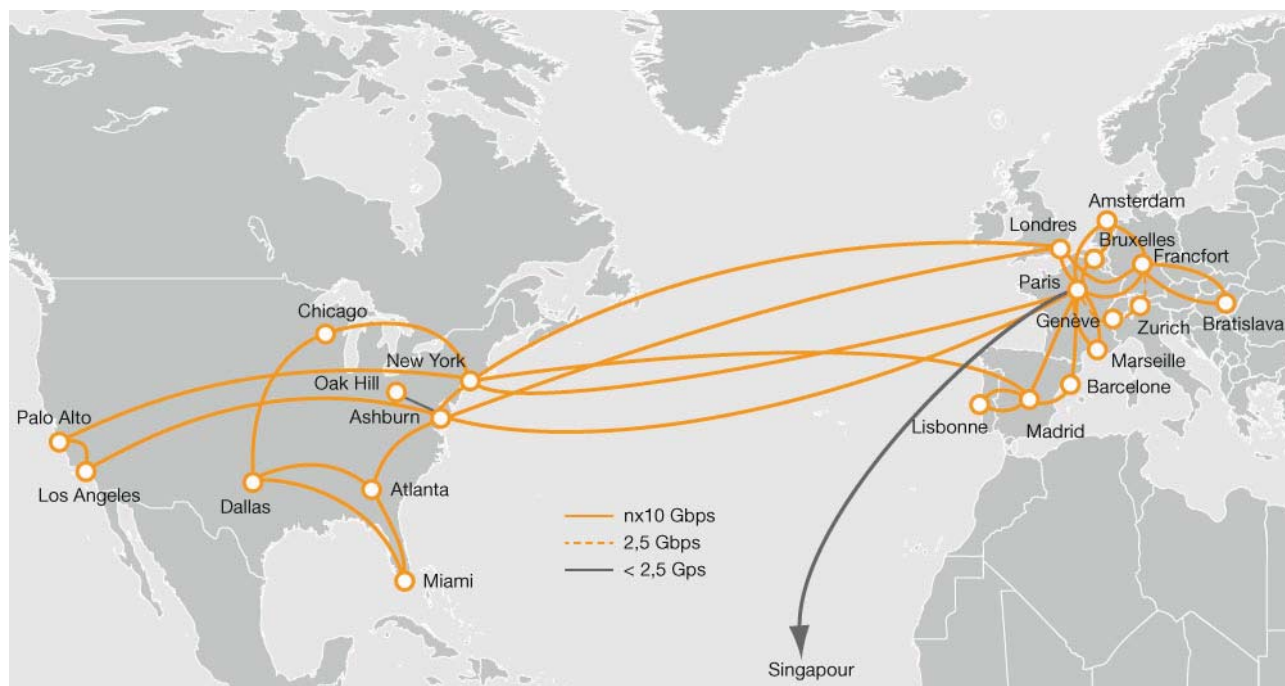 Amsterdam
Londres
Bruxelles
Francfort
Paris
Genève
Zurich
Bratislava
Chicago
New York
Marseille
Oak Hill
Barcelone
Palo Alto
Ashburn
Lisbonne
Madrid
Los Angeles
Dallas
Atlanta
nx10 Gbps
2,5 Gbps
< 2,5 Gps
Miami
Singapour